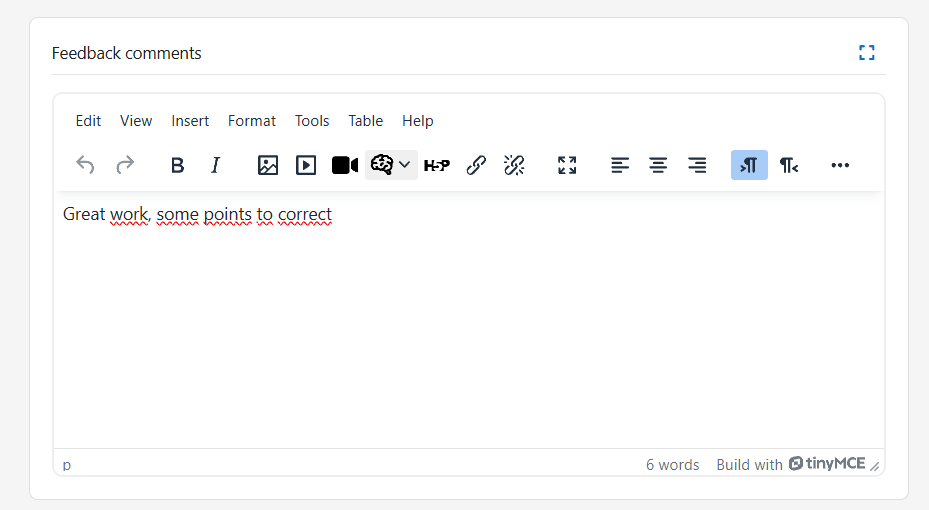 Feedback comments
Edit View Insert Format Tools Table Help
B I H5P
Great work, some points to correct
p 6 words Build with tinyMCE